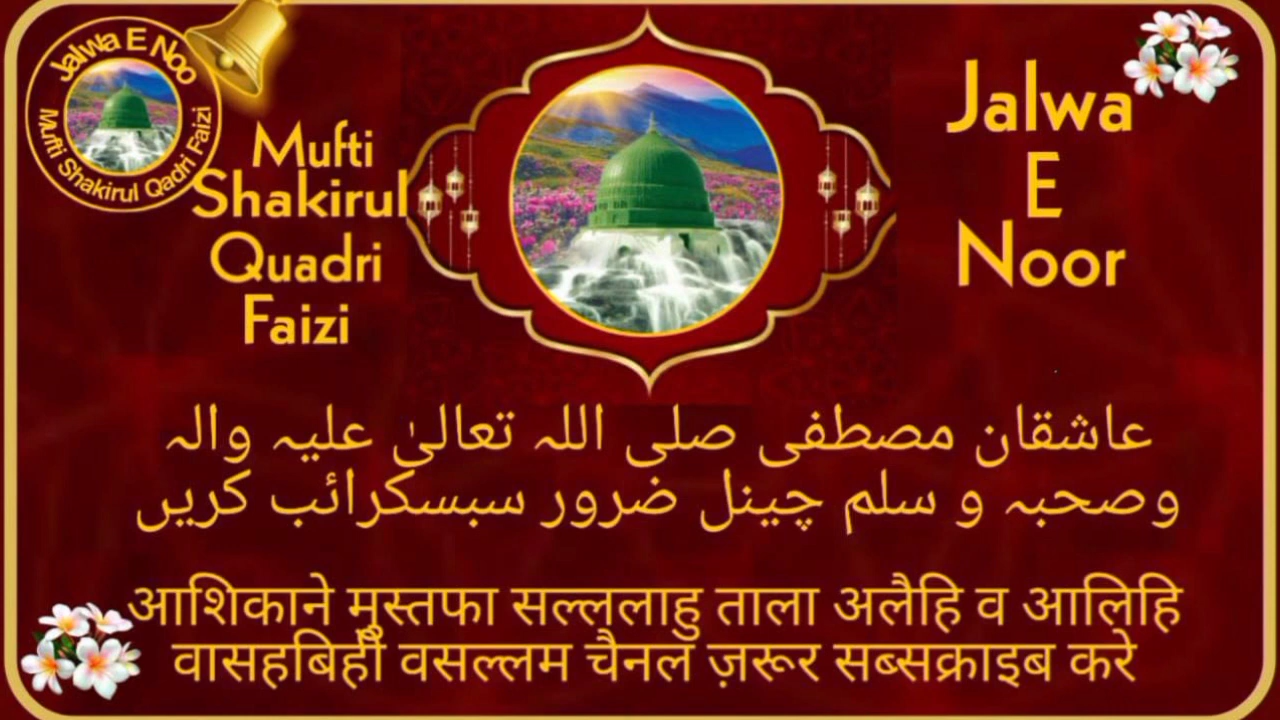 Jalwa E Noo
Mufti Shakirul Qadri Faizi
Mufti
Shakirul
Quadri
Faizi
Jalwa
E
Noor
عاشقان مصطفی صلی اللہ تعالیٰ علیہ والہ
وصحبہ و سلم چینل ضرور سبسکرائب کریں
आशिकाने मुस्तफा सल्ललाहु ताला अलैहि व आलिहि
वासहबिही वसल्लम चैनल ज़रूर सब्सक्राइब करे